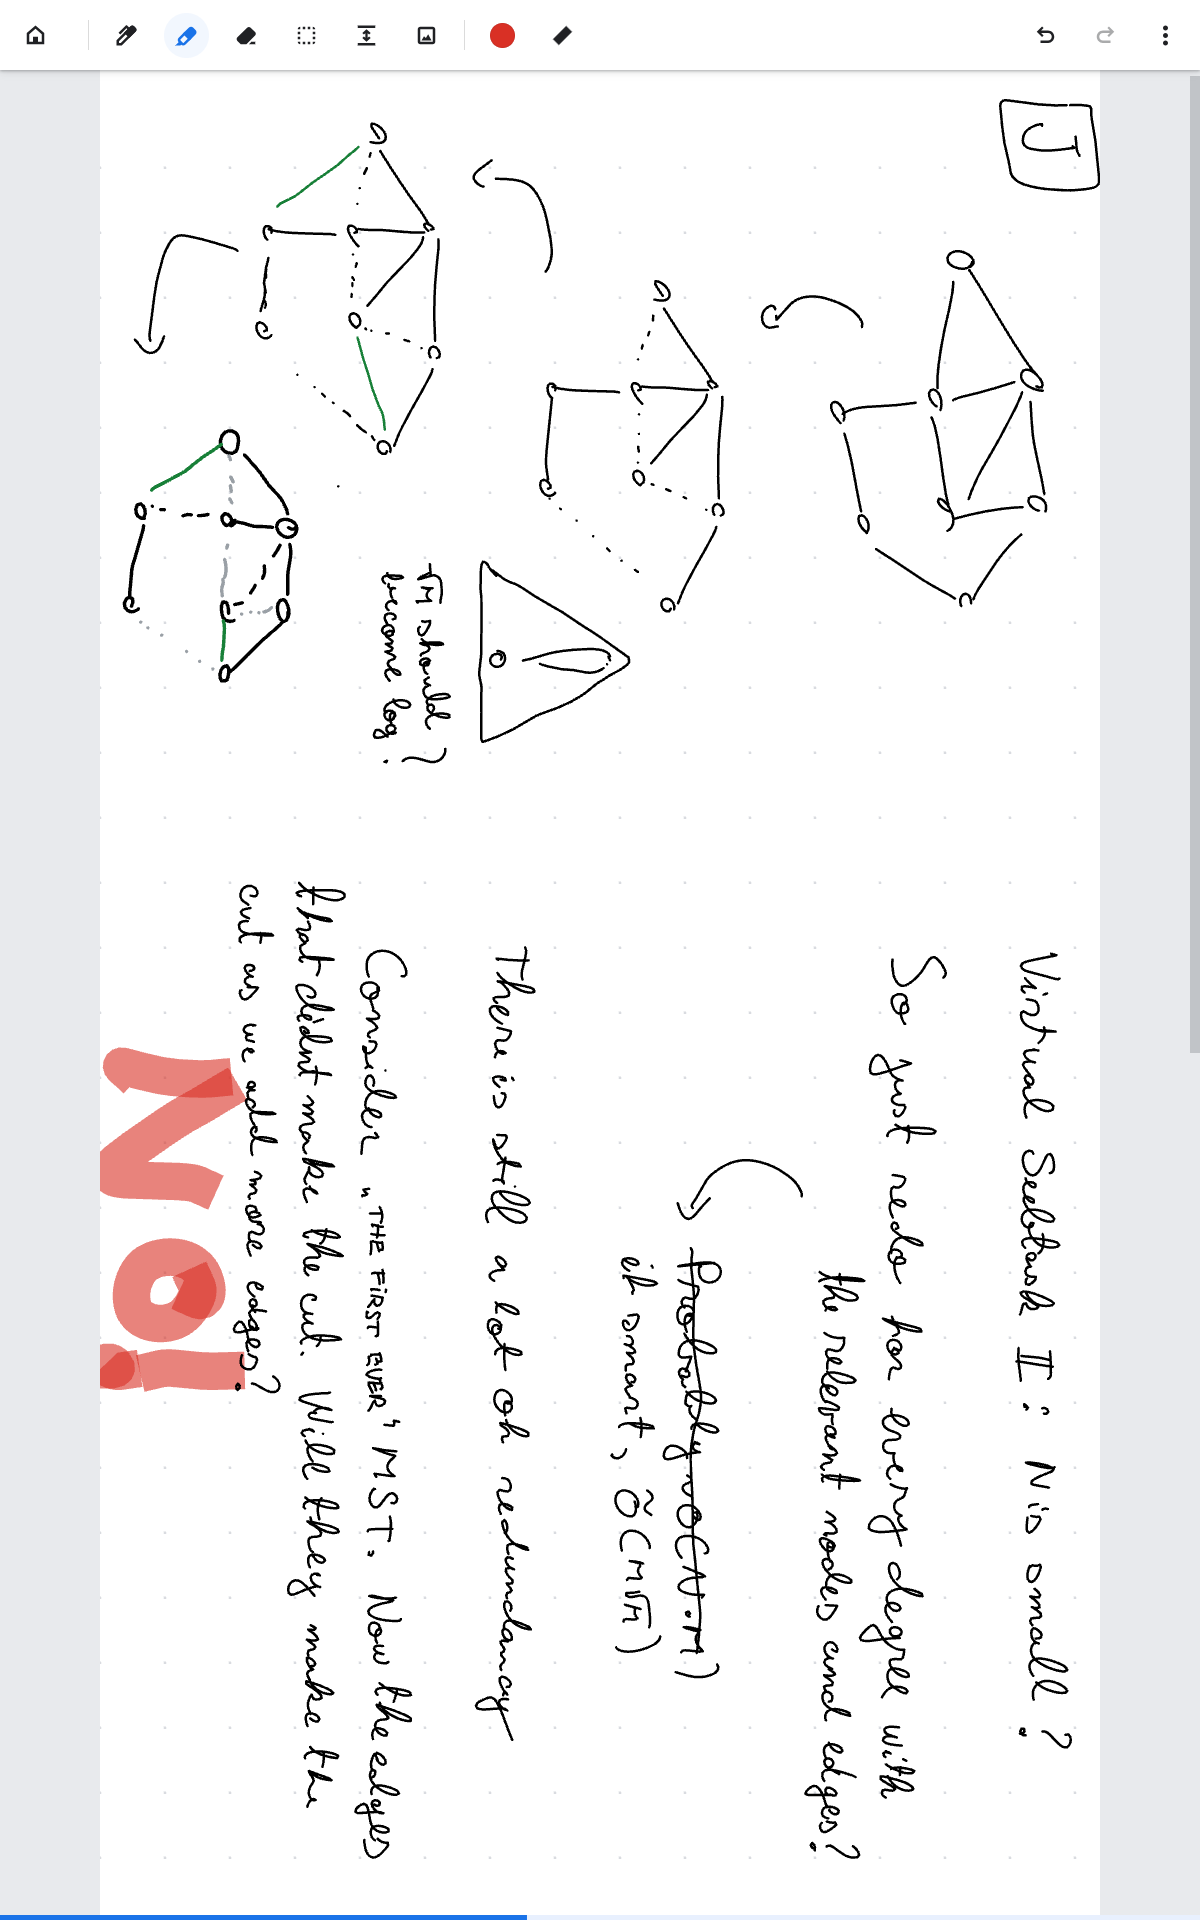 J
Virtual Subtask II: N is small?
So just redo for every degree with
the relevant nodes and edges?
Probably O(N·M)
if smart, Õ(M√M)
There is still a lot of redundancy
!
√M should
become log?
Consider "THE FIRST EVER" MST. Now the edges
that didnt make the cut. Will they make the
cut as we add more edges?
No!